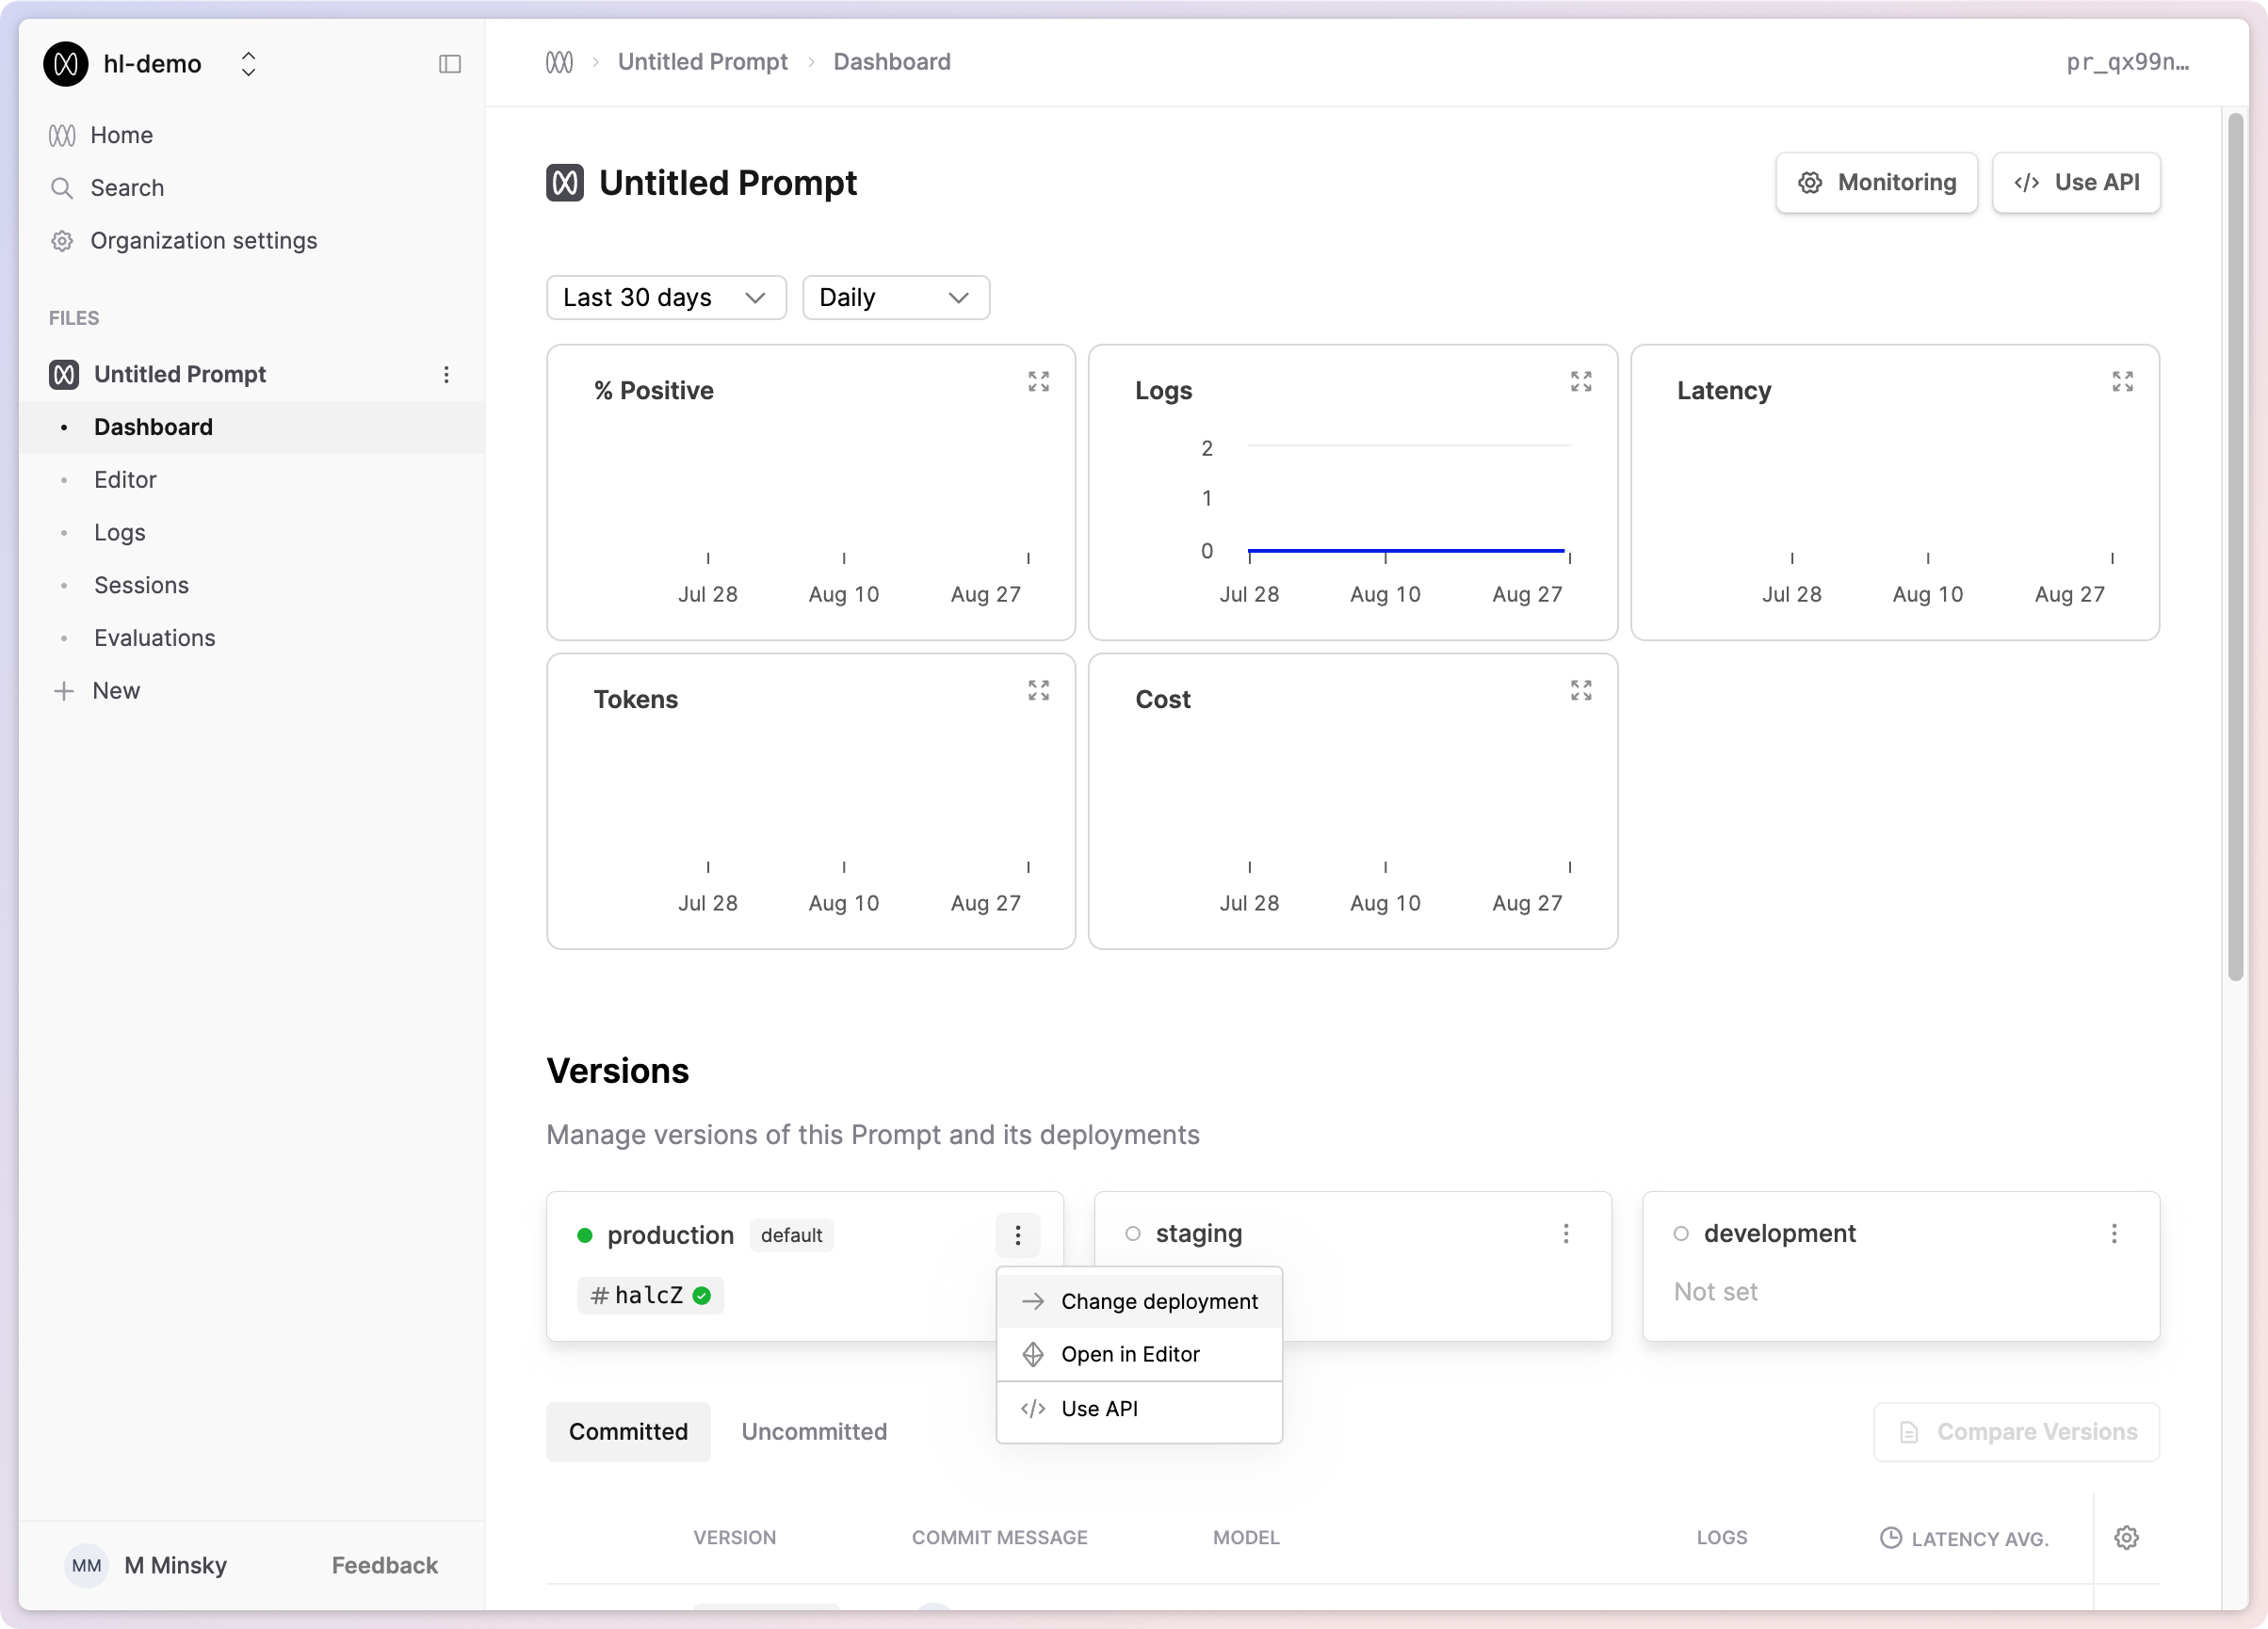 hl-demo
Home
Search
Organization settings
FILES
Untitled Prompt
Dashboard
Editor
Logs
Sessions
Evaluations
New
MM M Minsky Feedback
Untitled Prompt Dashboard pr_qx99n…
Untitled Prompt
Monitoring
Use API
Last 30 days
Daily
% Positive
Jul 28 Aug 10 Aug 27
Logs
2
1
0
Jul 28 Aug 10 Aug 27
Latency
Jul 28 Aug 10 Aug 27
Tokens
Jul 28 Aug 10 Aug 27
Cost
Jul 28 Aug 10 Aug 27
Versions
Manage versions of this Prompt and its deployments
production default
#halcZ
staging
development
Not set
Change deployment
Open in Editor
Use API
Committed Uncommitted
Compare Versions
VERSION COMMIT MESSAGE MODEL LOGS LATENCY AVG.